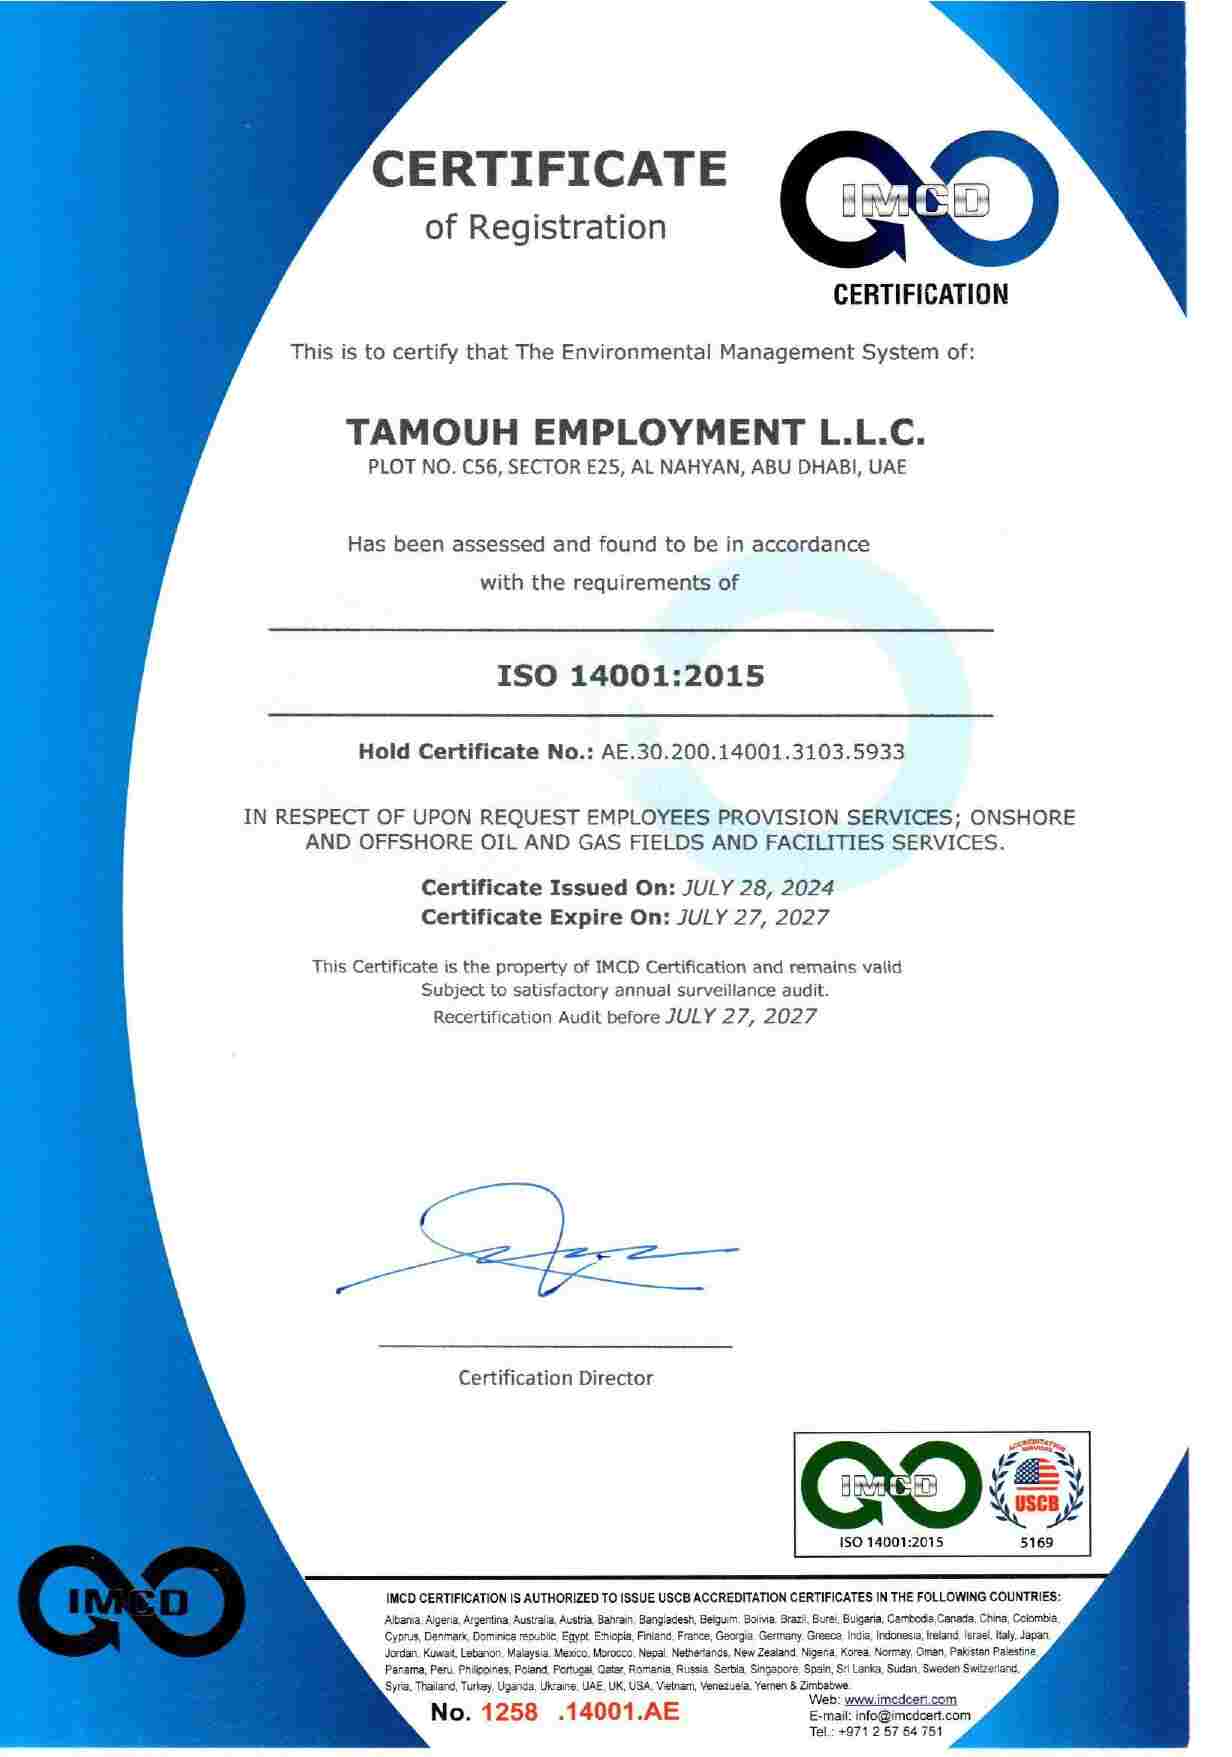 CERTIFICATE
of Registration
IMCD
CERTIFICATION
This is to certify that The Environmental Management System of:
TAMOUH EMPLOYMENT L.L.C.
PLOT NO. C56, SECTOR E25, AL NAHYAN, ABU DHABI, UAE
Has been assessed and found to be in accordance
with the requirements of
ISO 14001:2015
Hold Certificate No.: AE.30.200.14001.3103.5933
IN RESPECT OF UPON REQUEST EMPLOYEES PROVISION SERVICES; ONSHORE
AND OFFSHORE OIL AND GAS FIELDS AND FACILITIES SERVICES.
Certificate Issued On: JULY 28, 2024
Certificate Expire On: JULY 27, 2027
This Certificate is the property of IMCD Certification and remains valid
Subject to satisfactory annual surveillance audit.
Recertification Audit before JULY 27, 2027
Certification Director
ACCREDITATION
SERVICES
IMCD
USCB
ISO 14001:2015 5169
IMCD
IMCD CERTIFICATION IS AUTHORIZED TO ISSUE USCB ACCREDITATION CERTIFICATES IN THE FOLLOWING COUNTRIES:
Albania, Algeria, Argentina, Australia, Austria, Bahrain, Bangladesh, Belgium, Bolivia, Brazil, Burei, Bulgaria, Cambodia, Canada, China, Colombia,
Cyprus, Denmark, Dominica republic, Egypt, Ethiopia, Finland, France, Georgia, Germany, Greece, India, Indonesia, Ireland, Israel, Italy, Japan,
Jordan, Kuwait, Lebanon, Malaysia, Mexico, Morocco, Nepal, Netherlands, New Zealand, Nigeria, Korea, Norway, Oman, Pakistan Palestine,
Panama, Peru, Philippines, Poland, Portugal, Qatar, Romania, Russia, Serbia, Singapore, Spain, Sri Lanka, Sudan, Sweden Switzerland,
Syria, Thailand, Turkey, Uganda, Ukraine, UAE, UK, USA, Vietnam, Venezuela, Yemen & Zimbabwe.
No. 1258 .14001.AE
Web: www.imcdcert.com
E-mail: info@imcdcert.com
Tel.: +971 2 57 54 751